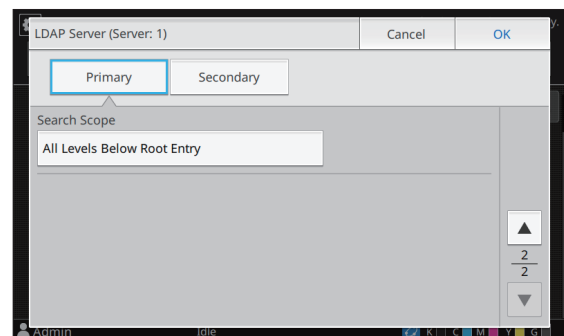 LDAP Server (Server: 1)
Cancel
OK
y.
Primary
Secondary
Search Scope
All Levels Below Root Entry
2
2
Admin
Idle
K C M Y G